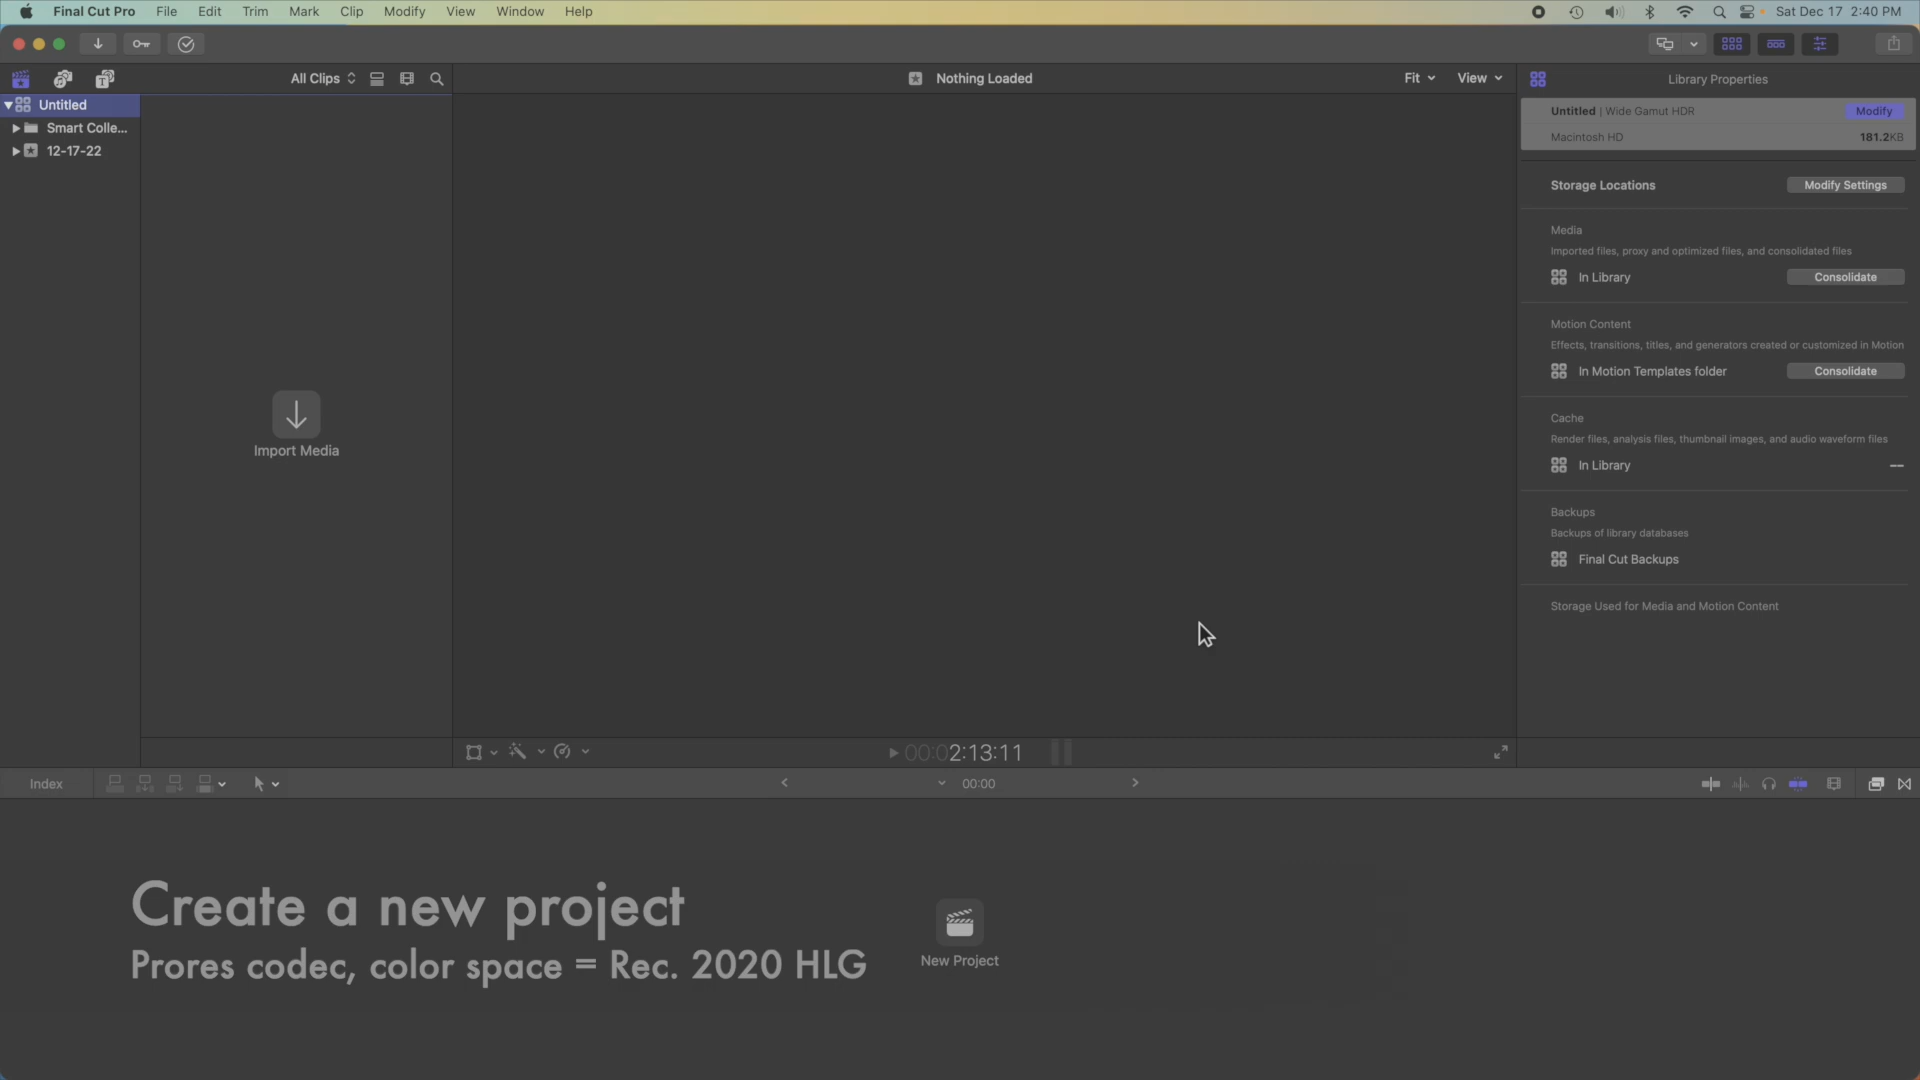 Final Cut Pro File Edit Trim Mark Clip Modify View Window Help Sat Dec 17 2:40 PM
All Clips Nothing Loaded Fit View Library Properties
Untitled
Smart Colle...
12-17-22
Import Media
Untitled | Wide Gamut HDR Modify
Macintosh HD 181.2KB
Storage Locations Modify Settings
Media
Imported files, proxy and optimized files, and consolidated files
In Library Consolidate
Motion Content
Effects, transitions, titles, and generators created or customized in Motion
In Motion Templates folder Consolidate
Cache
Render files, analysis files, thumbnail images, and audio waveform files
In Library --
Backups
Backups of library databases
Final Cut Backups
Storage Used for Media and Motion Content
00:02:13:11
Index 00:00
Create a new project
Prores codec, color space = Rec. 2020 HLG
New Project